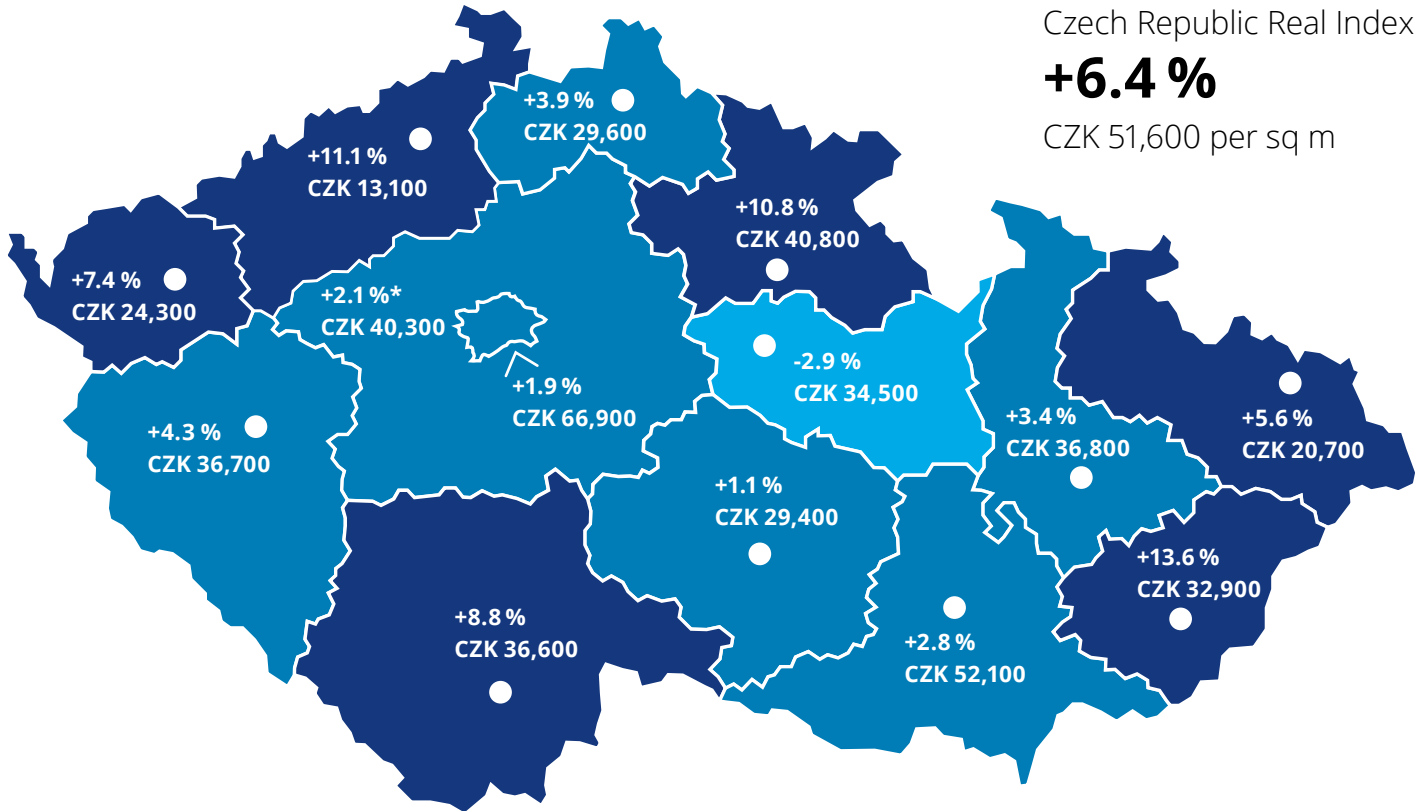 Czech Republic Real Index
+6.4 %
CZK 51,600 per sq m
+3.9 %
CZK 29,600
+11.1 %
CZK 13,100
+10.8 %
CZK 40,800
+7.4 %
CZK 24,300
+2.1 %*
CZK 40,300
-2.9 %
CZK 34,500
+1.9 %
CZK 66,900
+3.4 %
CZK 36,800
+5.6 %
CZK 20,700
+4.3 %
CZK 36,700
+1.1 %
CZK 29,400
+13.6 %
CZK 32,900
+8.8 %
CZK 36,600
+2.8 %
CZK 52,100